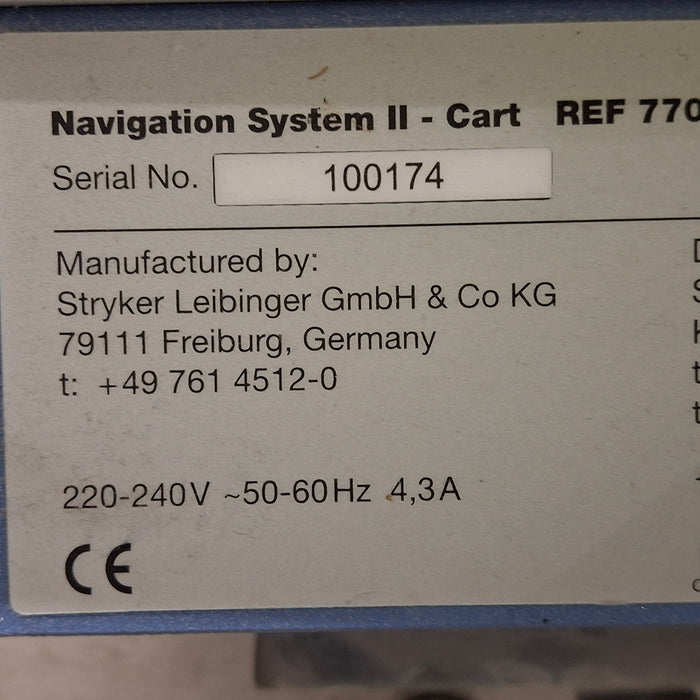 Navigation System II - Cart REF 770
Serial No. 100174
Manufactured by:
Stryker Leibinger GmbH & Co KG
79111 Freiburg, Germany
t: +49 761 4512-0
220-240V ~50-60Hz 4,3A
CE